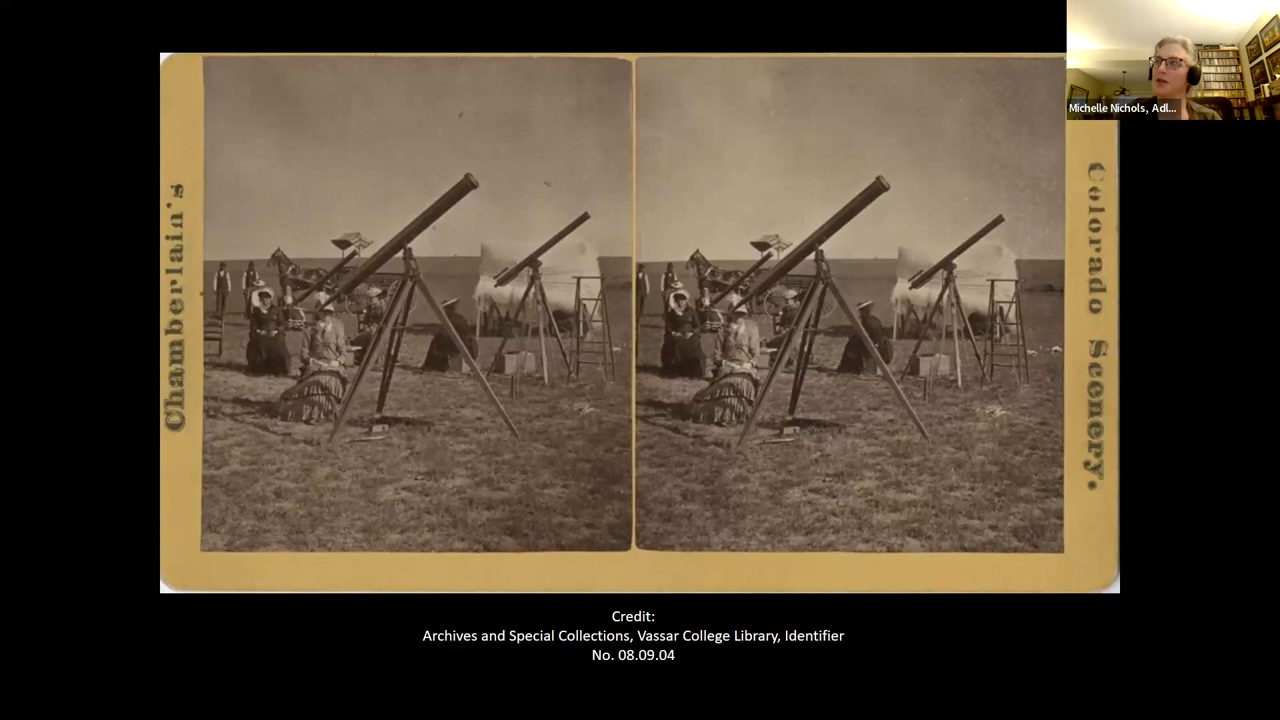 Michelle Nichols, Adl...
Chamberlain's
Colorado Scenery.
Credit:
Archives and Special Collections, Vassar College Library, Identifier
No. 08.09.04